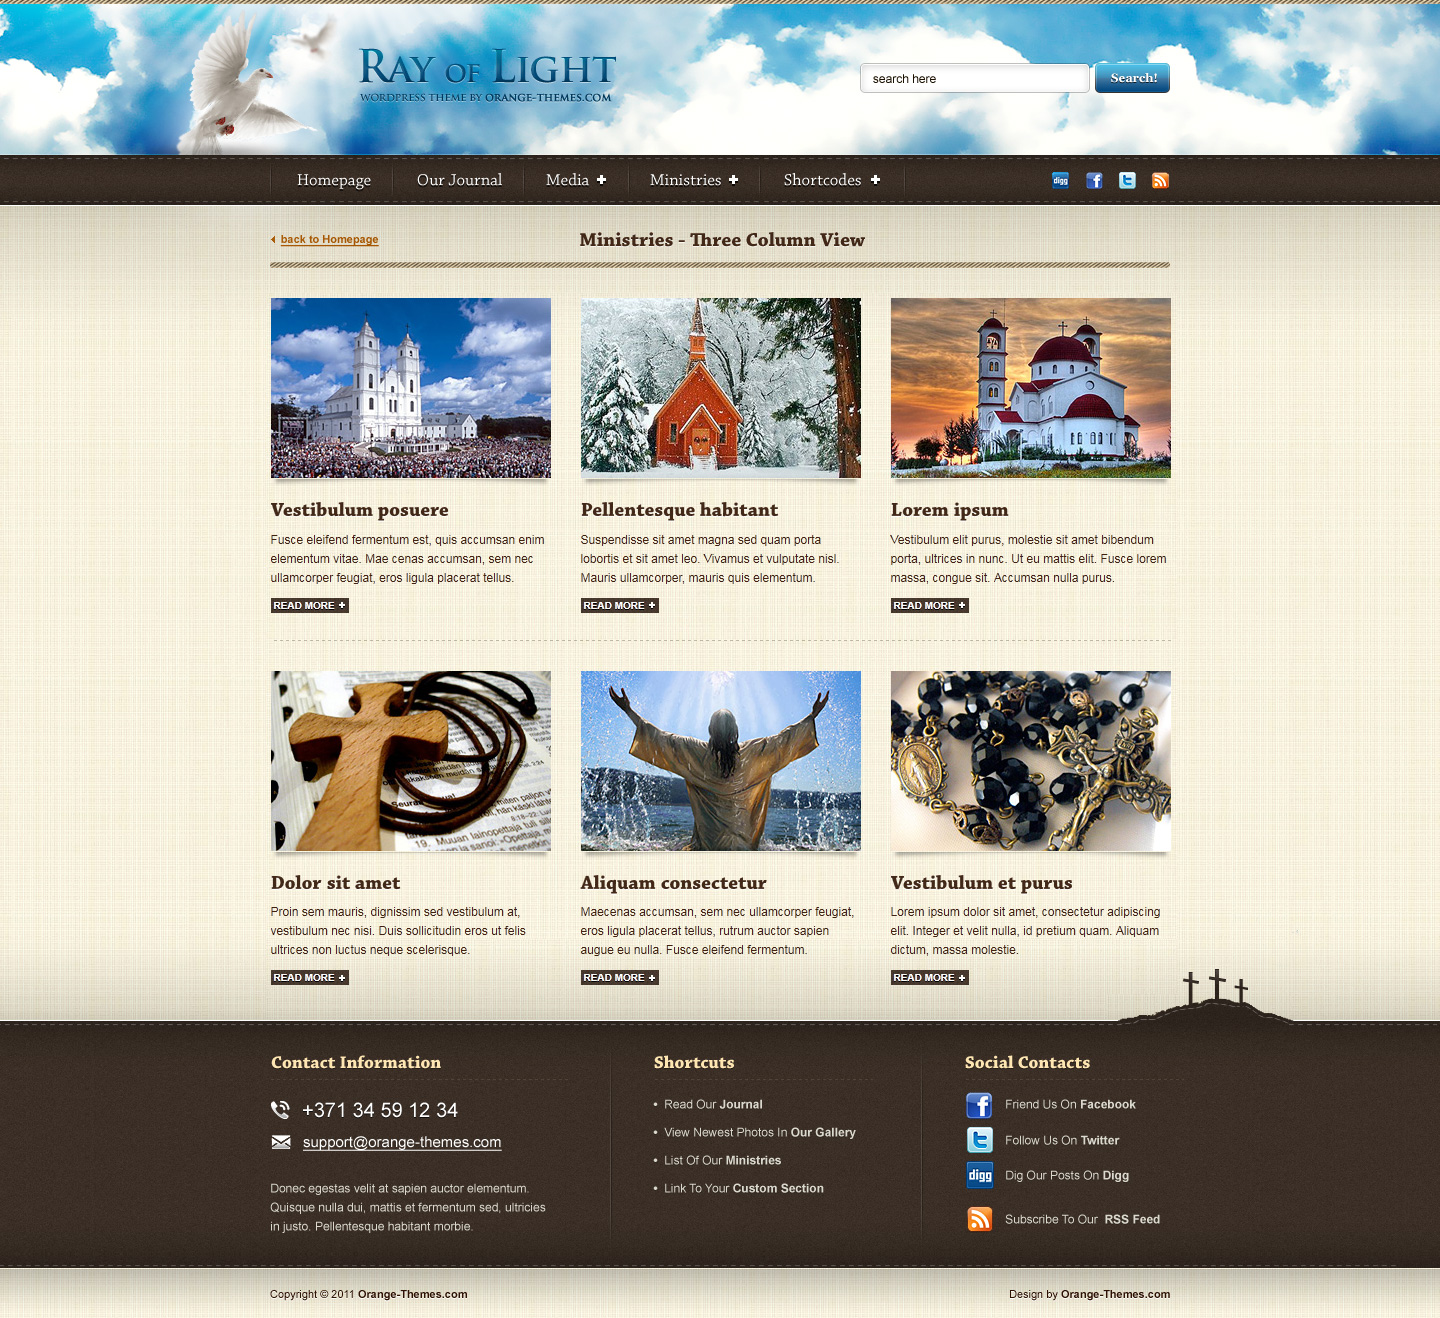 RAY OF LIGHT
WORDPRESS THEME BY ORANGE-THEMES.COM
search here
Search!
Homepage
Our Journal
Media
Ministries
Shortcodes
digg
back to Homepage
Ministries - Three Column View
Vestibulum posuere
Fusce eleifend fermentum est, quis accumsan enim
elementum vitae. Mae cenas accumsan, sem nec
ullamcorper feugiat, eros ligula placerat tellus.
READ MORE +
Pellentesque habitant
Suspendisse sit amet magna sed quam porta
lobortis et sit amet leo. Vivamus et vulputate nisl.
Mauris ullamcorper, mauris quis elementum.
READ MORE +
Lorem ipsum
Vestibulum elit purus, molestie sit amet bibendum
porta, ultrices in nunc. Ut eu mattis elit. Fusce lorem
massa, congue sit. Accumsan nulla purus.
READ MORE +
Dolor sit amet
Proin sem mauris, dignissim sed vestibulum at,
vestibulum nec nisi. Duis sollicitudin eros ut felis
ultrices non luctus neque scelerisque.
READ MORE +
Aliquam consectetur
Maecenas accumsan, sem nec ullamcorper feugiat,
eros ligula placerat tellus, rutrum auctor sapien
augue eu nulla. Fusce eleifend fermentum.
READ MORE +
Vestibulum et purus
Lorem ipsum dolor sit amet, consectetur adipiscing
elit. Integer et velit nulla, id pretium quam. Aliquam
dictum, massa molestie.
READ MORE +
Contact Information
+371 34 59 12 34
support@orange-themes.com
Donec egestas velit at sapien auctor elementum.
Quisque nulla dui, mattis et fermentum sed, ultricies
in justo. Pellentesque habitant morbie.
Shortcuts
• Read Our Journal
• View Newest Photos In Our Gallery
• List Of Our Ministries
• Link To Your Custom Section
Social Contacts
Friend Us On Facebook
Follow Us On Twitter
digg Dig Our Posts On Digg
Subscribe To Our RSS Feed
Copyright © 2011 Orange-Themes.com
Design by Orange-Themes.com